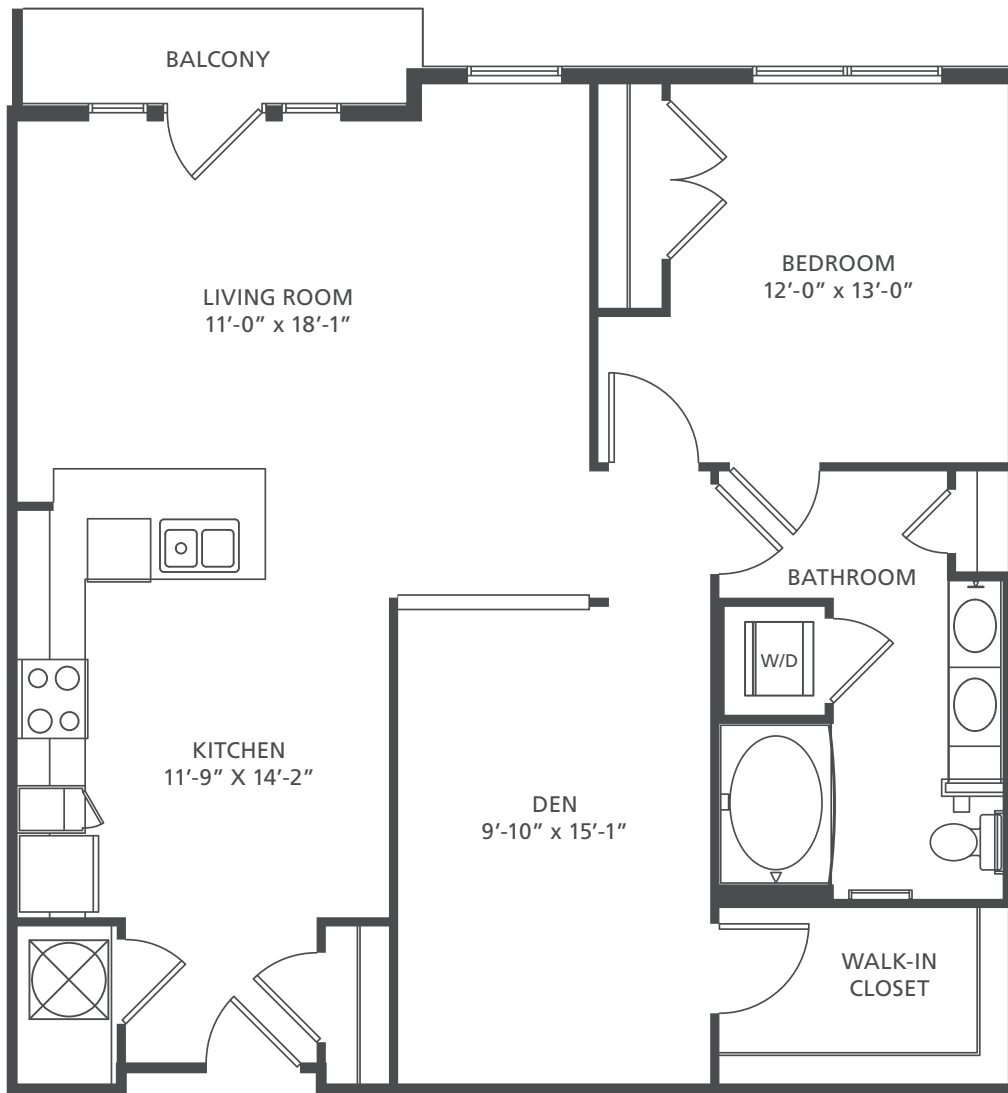 BALCONY
LIVING ROOM
11’-0” x 18’-1”
BEDROOM
12’-0” x 13’-0”
BATHROOM
W/D
KITCHEN
11’-9” X 14’-2”
DEN
9’-10” x 15’-1”
WALK-IN
CLOSET